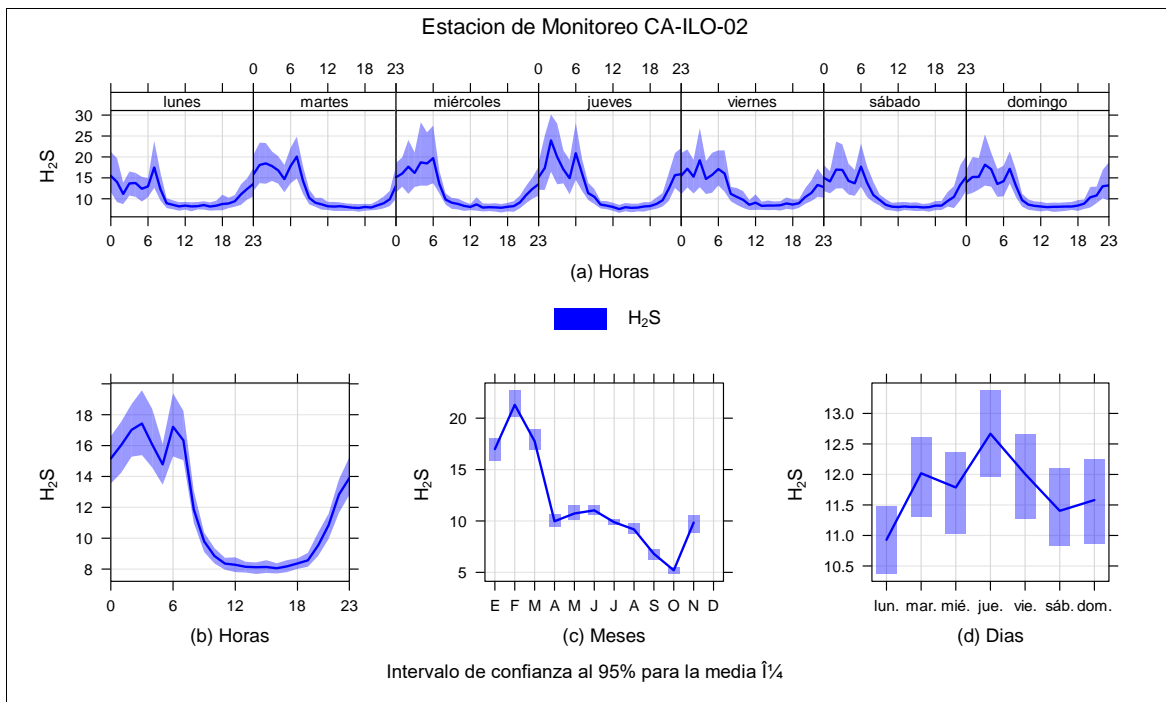 Estacion de Monitoreo CA-ILO-02
0 6 12 18 23 0 6 12 18 23 0 6 12 18 23
lunes martes miércoles jueves viernes sábado domingo
30
25
20
15
10
H₂S
0 6 12 18 23 0 6 12 18 23 0 6 12 18 23 0 6 12 18 23
(a) Horas
H₂S
18
16
14
12
10
8
H₂S
0 6 12 18 23
(b) Horas
20
15
10
5
H₂S
E F M A M J J A S O N D
(c) Meses
13.0
12.5
12.0
11.5
11.0
10.5
H₂S
lun. mar. mié. jue. vie. sáb. dom.
(d) Dias
Intervalo de confianza al 95% para la media Î¼